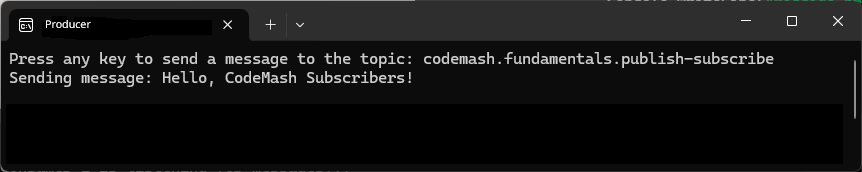 Producer
Press any key to send a message to the topic: codemash.fundamentals.publish-subscribe
Sending message: Hello, CodeMash Subscribers!